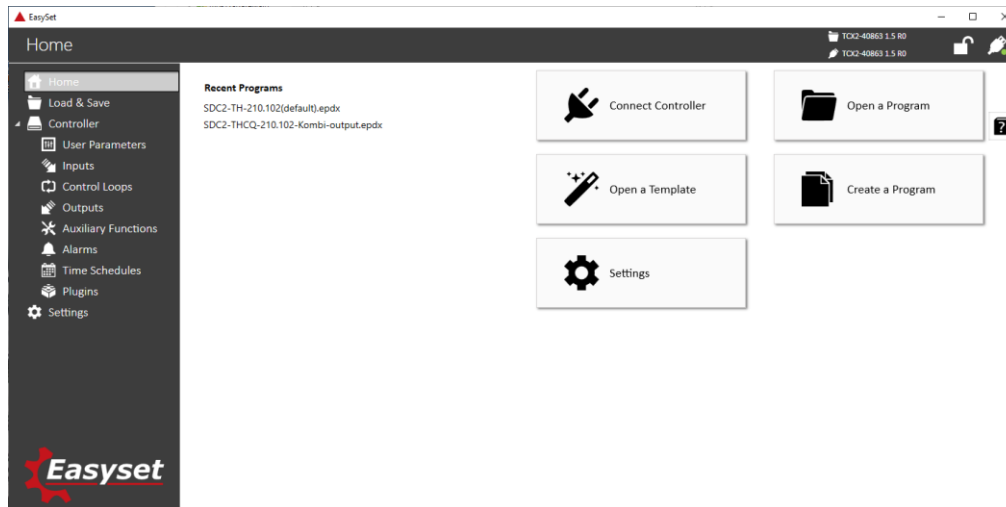 EasySet
Home
TCX2-40863 1.5 R0
TCX2-40863 1.5 R0
Home
Load & Save
Controller
User Parameters
Inputs
Control Loops
Outputs
Auxiliary Functions
Alarms
Time Schedules
Plugins
Settings
Easyset
Recent Programs
SDC2-TH-210.102(default).epdx
SDC2-THCQ-210.102-Kombi-output.epdx
Connect Controller
Open a Program
Open a Template
Create a Program
Settings
?